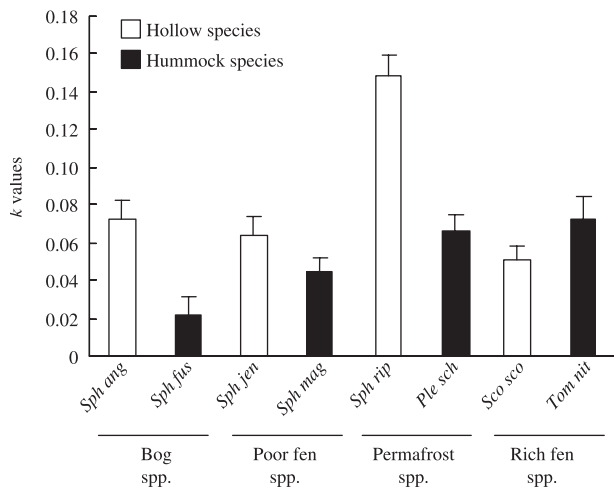 0.18
0.16
0.14
0.12
0.10
0.08
0.06
0.04
0.02
0
k values
Hollow species
Hummock species
Sph ang
Sph fus
Sph jen
Sph mag
Sph rip
Ple sch
Sco sco
Tom nit
Bog
spp.
Poor fen
spp.
Permafrost
spp.
Rich fen
spp.